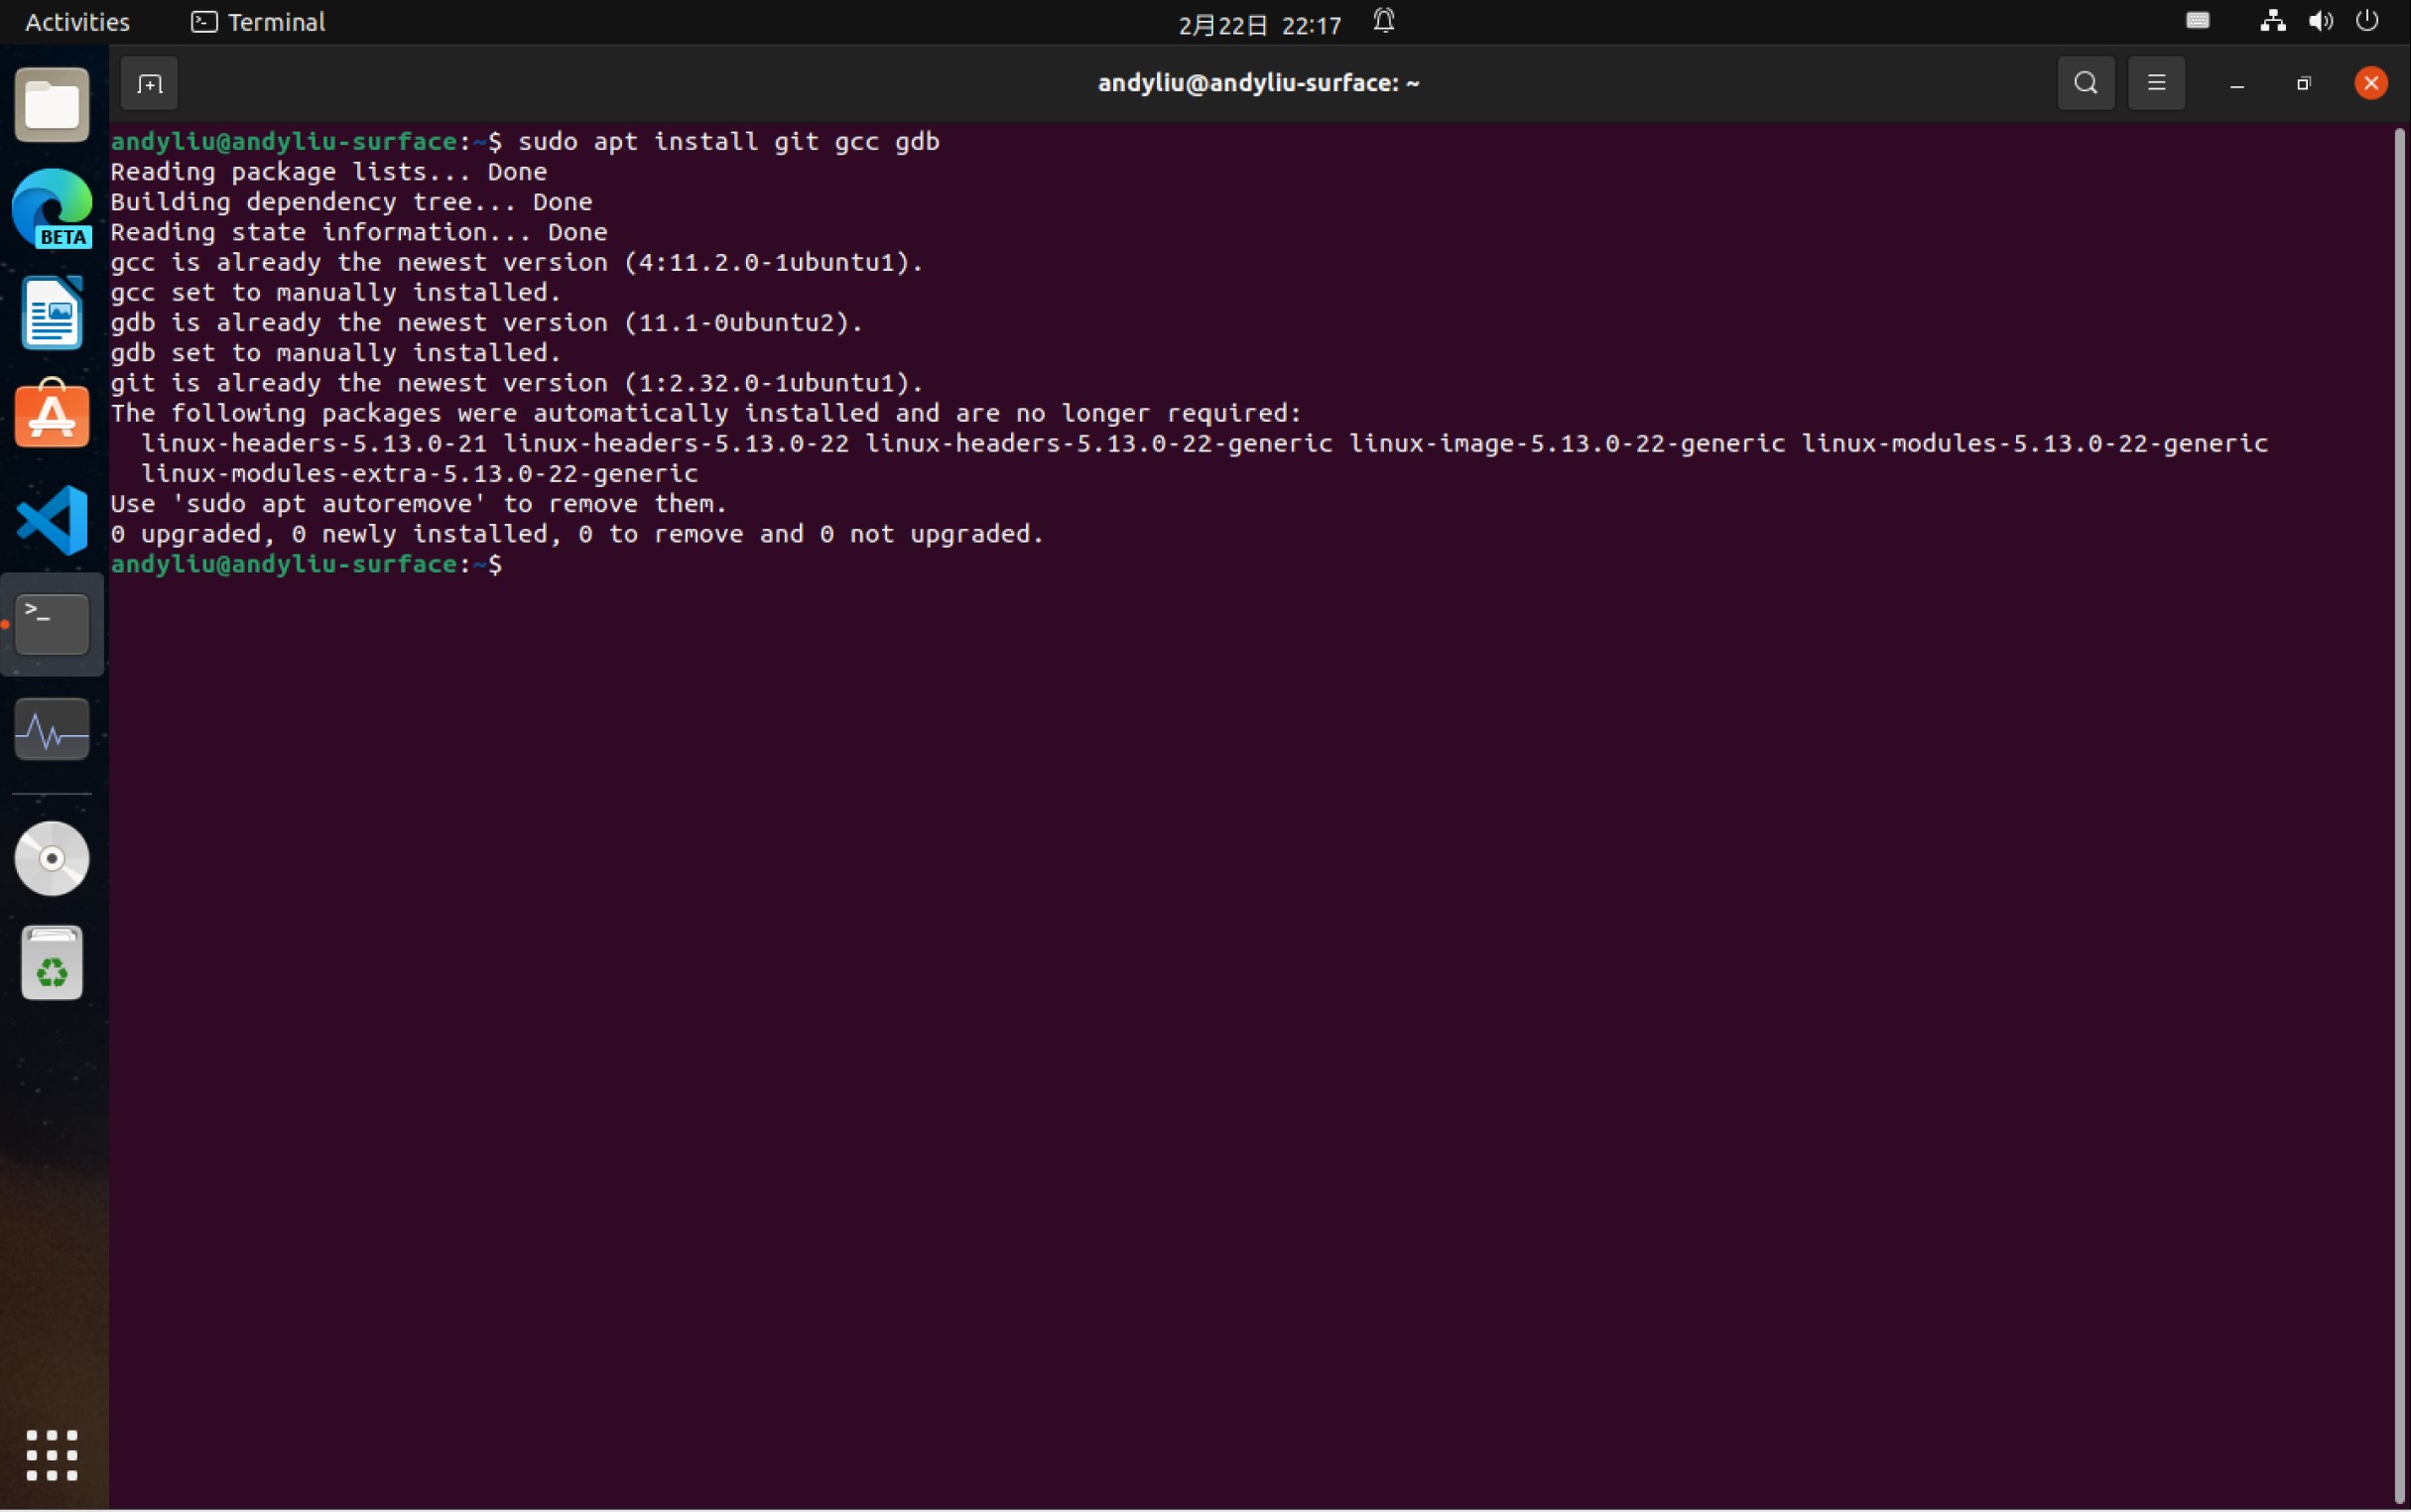 Activities Terminal 2月22日 22:17
andyliu@andyliu-surface: ~
BETA
andyliu@andyliu-surface:~$ sudo apt install git gcc gdb
Reading package lists... Done
Building dependency tree... Done
Reading state information... Done
gcc is already the newest version (4:11.2.0-1ubuntu1).
gcc set to manually installed.
gdb is already the newest version (11.1-0ubuntu2).
gdb set to manually installed.
git is already the newest version (1:2.32.0-1ubuntu1).
The following packages were automatically installed and are no longer required:
  linux-headers-5.13.0-21 linux-headers-5.13.0-22 linux-headers-5.13.0-22-generic linux-image-5.13.0-22-generic linux-modules-5.13.0-22-generic
  linux-modules-extra-5.13.0-22-generic
Use 'sudo apt autoremove' to remove them.
0 upgraded, 0 newly installed, 0 to remove and 0 not upgraded.
andyliu@andyliu-surface:~$